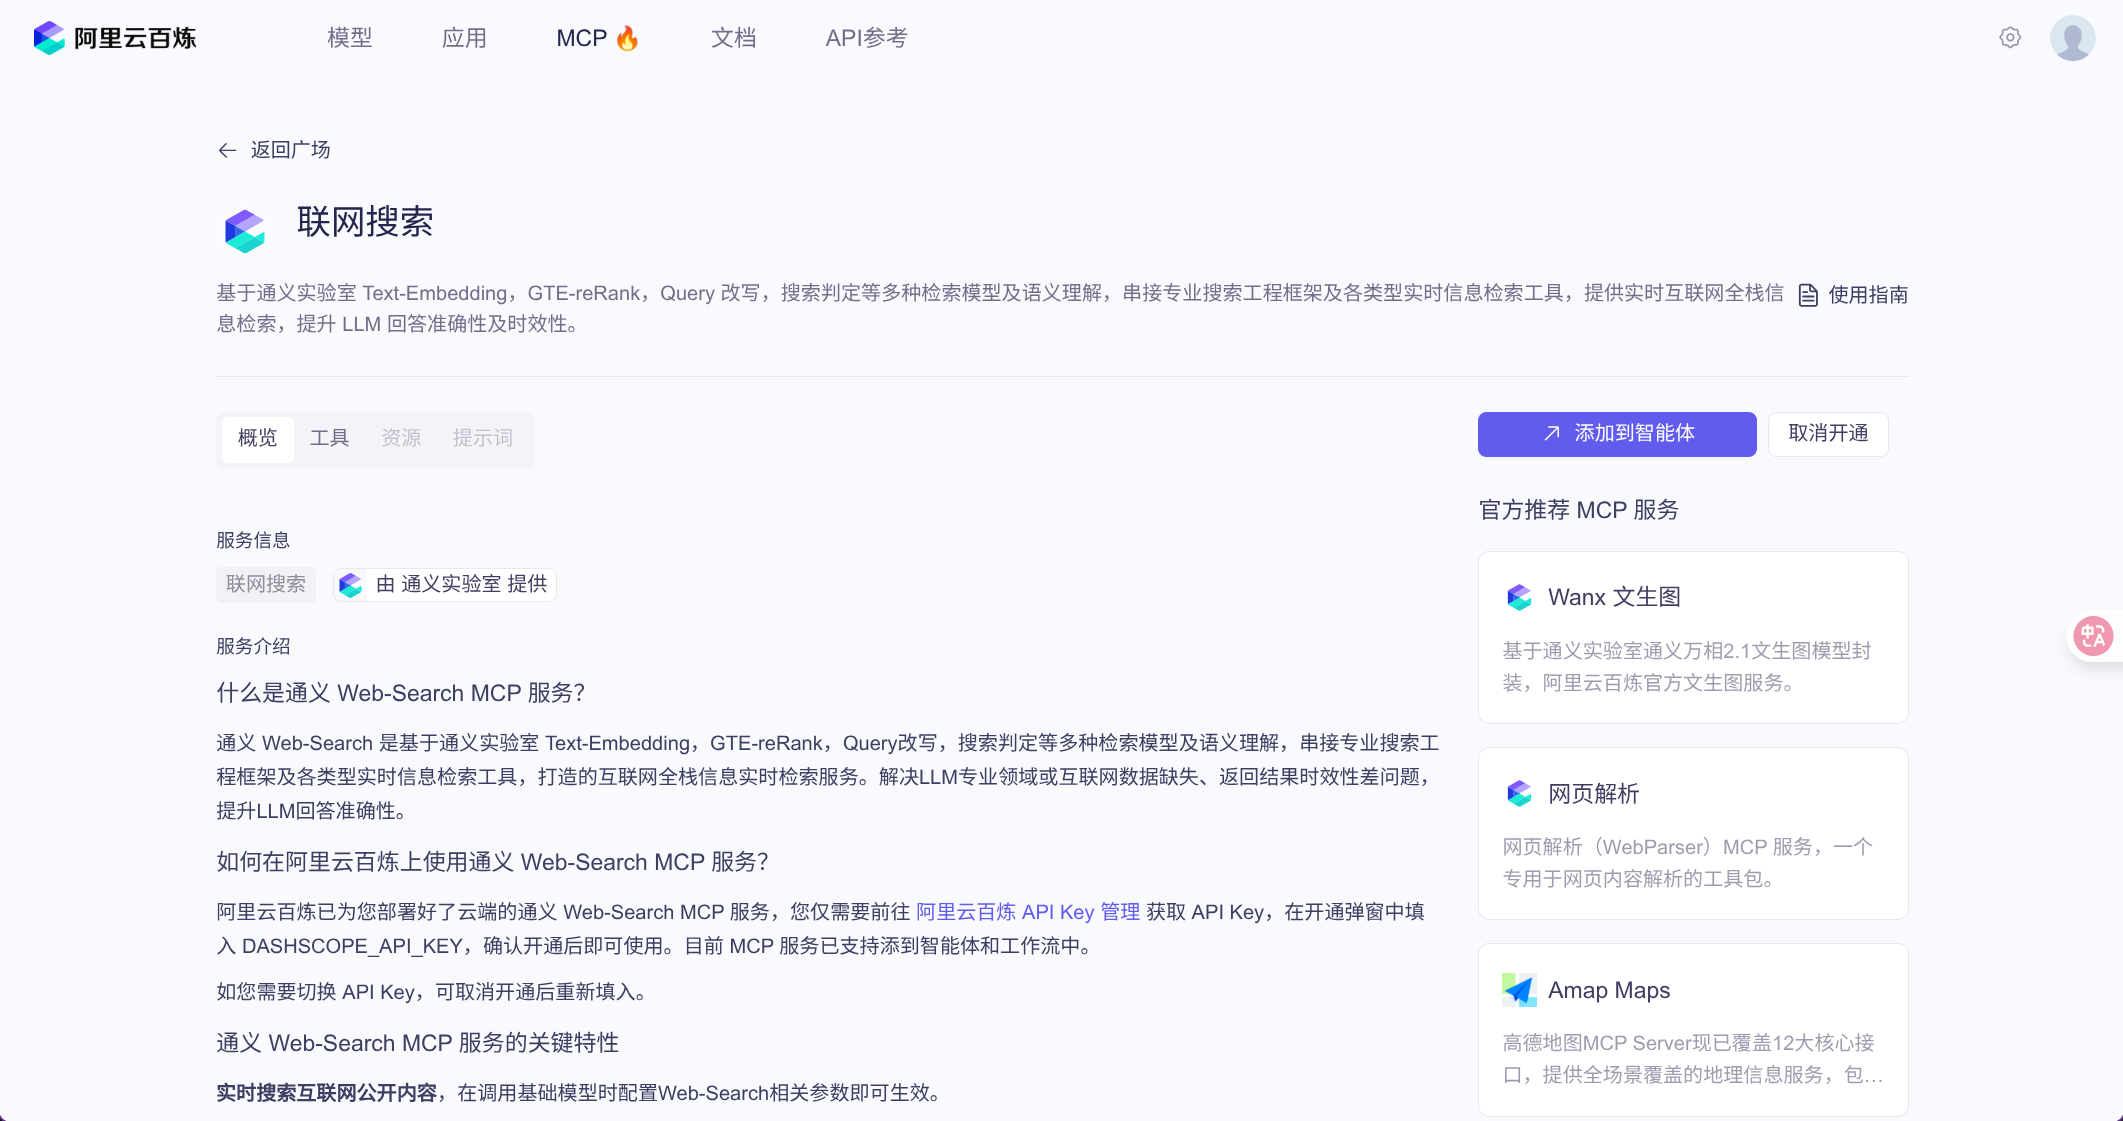 阿里云百炼 模型 应用 MCP🔥 文档 API参考
返回广场
联网搜索
基于通义实验室 Text-Embedding，GTE-reRank，Query 改写，搜索判定等多种检索模型及语义理解，串接专业搜索工程框架及各类型实时信息检索工具，提供实时互联网全栈信
息检索，提升 LLM 回答准确性及时效性。
使用指南
概览 工具 资源 提示词
添加到智能体 取消开通
服务信息
联网搜索 由 通义实验室 提供
服务介绍
什么是通义 Web-Search MCP 服务？
通义 Web-Search 是基于通义实验室 Text-Embedding，GTE-reRank，Query改写，搜索判定等多种检索模型及语义理解，串接专业搜索工
程框架及各类型实时信息检索工具，打造的互联网全栈信息实时检索服务。解决LLM专业领域或互联网数据缺失、返回结果时效性差问题，
提升LLM回答准确性。
如何在阿里云百炼上使用通义 Web-Search MCP 服务？
阿里云百炼已为您部署好了云端的通义 Web-Search MCP 服务，您仅需要前往 阿里云百炼 API Key 管理 获取 API Key，在开通弹窗中填
入 DASHSCOPE_API_KEY，确认开通后即可使用。目前 MCP 服务已支持添到智能体和工作流中。
如您需要切换 API Key，可取消开通后重新填入。
通义 Web-Search MCP 服务的关键特性
实时搜索互联网公开内容，在调用基础模型时配置Web-Search相关参数即可生效。
官方推荐 MCP 服务
Wanx 文生图
基于通义实验室通义万相2.1文生图模型封
装，阿里云百炼官方文生图服务。
网页解析
网页解析（WebParser）MCP 服务，一个
专用于网页内容解析的工具包。
Amap Maps
高德地图MCP Server现已覆盖12大核心接
口，提供全场景覆盖的地理信息服务，包...
中A